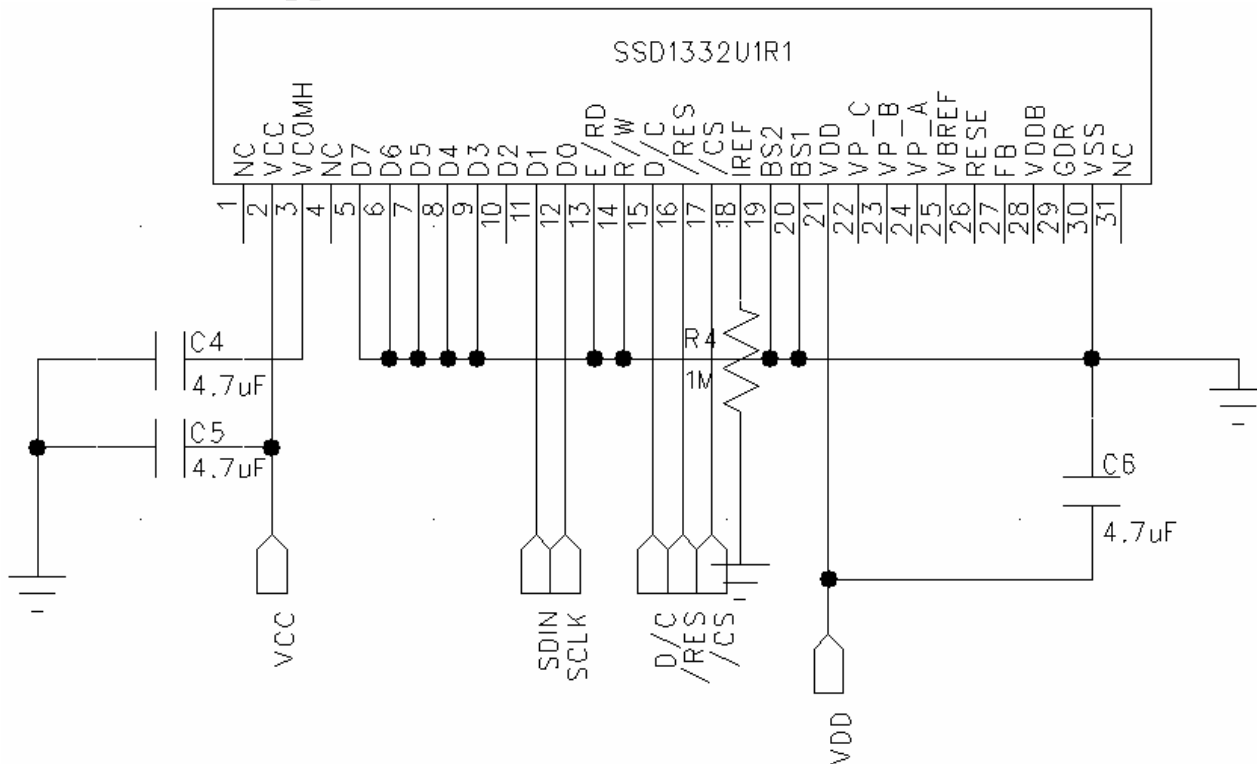 SSD1332U1R1
NC
VCC
VCOMH
NC
D7
D6
D5
D4
D3
D2
D1
D0
E/RD
R/W
D/C
/RES
/CS
IREF
BS2
BS1
VDD
VP_C
VP_B
VP_A
VBREF
RESE
FB
VDDB
GDR
VSS
NC
1
2
3
4
5
6
7
8
9
10
11
12
13
14
15
16
17
18
19
20
21
22
23
24
25
26
27
28
29
30
31
C4
4.7uF
C5
4.7uF
R4
1M
C6
4.7uF
VCC
SDIN
SCLK
D/C
/RES
/CS
VDD